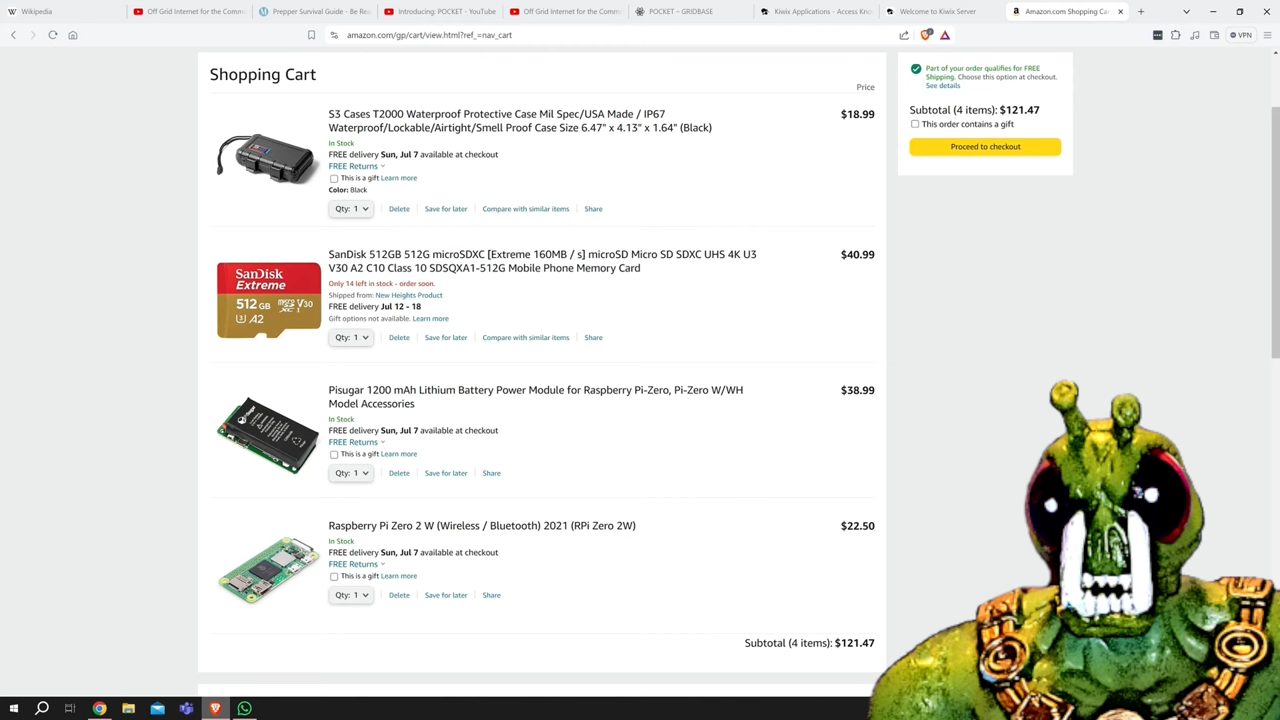 Wikipedia
Off Grid Internet for the Comm
Prepper Survival Guide - Be Re
Introducing: POCKET - YouTube
Off Grid Internet for the Comm
POCKET – GRIDBASE
Kiwix Applications - Access Kno
Welcome to Kiwix Server
Amazon.com Shopping Car
amazon.com/gp/cart/view.html?ref_=nav_cart
VPN
Shopping Cart
Price
S3 Cases T2000 Waterproof Protective Case Mil Spec/USA Made / IP67
Waterproof/Lockable/Airtight/Smell Proof Case Size 6.47" x 4.13" x 1.64" (Black)
$18.99
In Stock
FREE delivery Sun, Jul 7 available at checkout
FREE Returns
This is a gift Learn more
Color: Black
Qty: 1
Delete
Save for later
Compare with similar items
Share
SanDisk
Extreme
512 GB
micro SD XC V30
U3 A2
SanDisk 512GB 512G microSDXC [Extreme 160MB / s] microSD Micro SD SDXC UHS 4K U3
V30 A2 C10 Class 10 SDSQXA1-512G Mobile Phone Memory Card
$40.99
Only 14 left in stock - order soon.
Shipped from: New Heights Product
FREE delivery Jul 12 - 18
Gift options not available. Learn more
Qty: 1
Delete
Save for later
Compare with similar items
Share
Pisugar 1200 mAh Lithium Battery Power Module for Raspberry Pi-Zero, Pi-Zero W/WH
Model Accessories
$38.99
In Stock
FREE delivery Sun, Jul 7 available at checkout
FREE Returns
This is a gift Learn more
Qty: 1
Delete
Save for later
Share
Raspberry Pi Zero 2 W (Wireless / Bluetooth) 2021 (RPi Zero 2W)
$22.50
In Stock
FREE delivery Sun, Jul 7 available at checkout
FREE Returns
This is a gift Learn more
Qty: 1
Delete
Save for later
Share
Subtotal (4 items): $121.47
Part of your order qualifies for FREE
Shipping. Choose this option at checkout.
See details
Subtotal (4 items): $121.47
This order contains a gift
Proceed to checkout